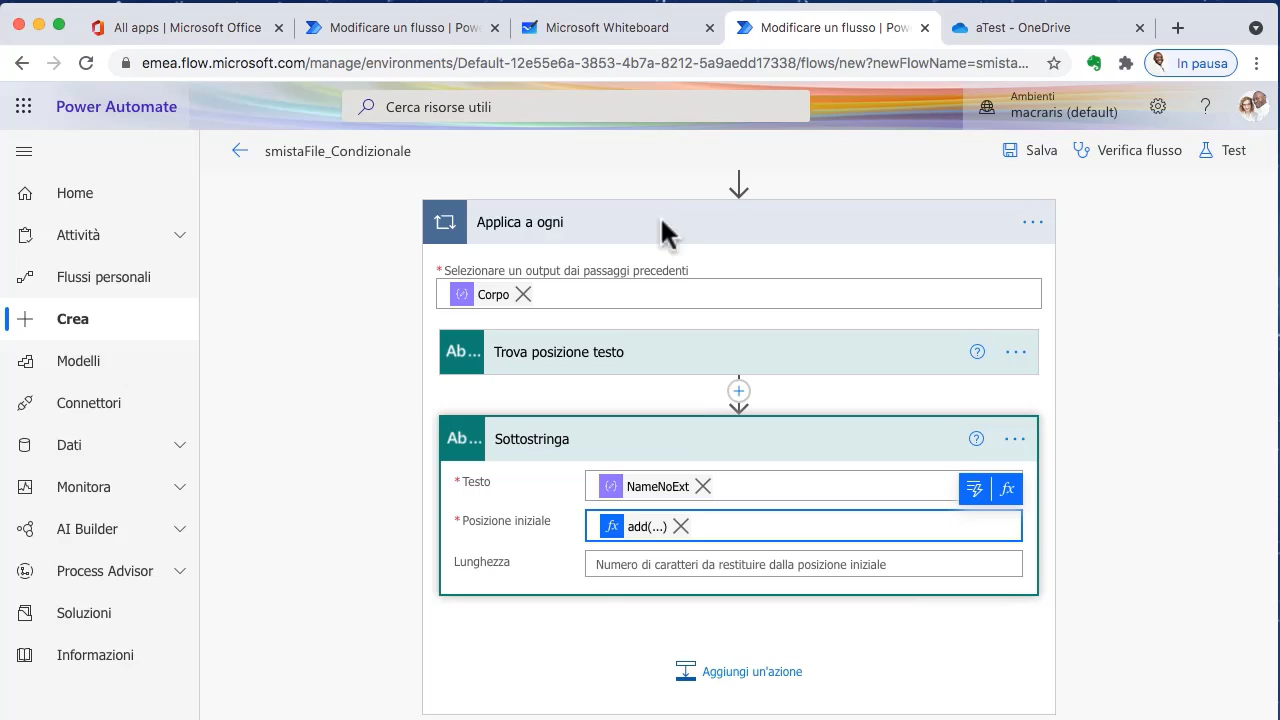 All apps | Microsoft Office
Modificare un flusso | Pow
Microsoft Whiteboard
Modificare un flusso | Pow
aTest - OneDrive
emea.flow.microsoft.com/manage/environments/Default-12e55e6a-3853-4b7a-8212-5a9aedd17338/flows/new?newFlowName=smista...
In pausa
Power Automate
Cerca risorse utili
Ambienti
macraris (default)
?
smistaFile_Condizionale
Salva
Verifica flusso
Test
Home
Attività
Flussi personali
Crea
Modelli
Connettori
Dati
Monitora
AI Builder
Process Advisor
Soluzioni
Informazioni
Applica a ogni
* Selezionare un output dai passaggi precedenti
Corpo
Ab... Trova posizione testo
Ab... Sottostringa
* Testo
NameNoExt
fx
* Posizione iniziale
fx add(...)
Lunghezza
Numero di caratteri da restituire dalla posizione iniziale
Aggiungi un'azione